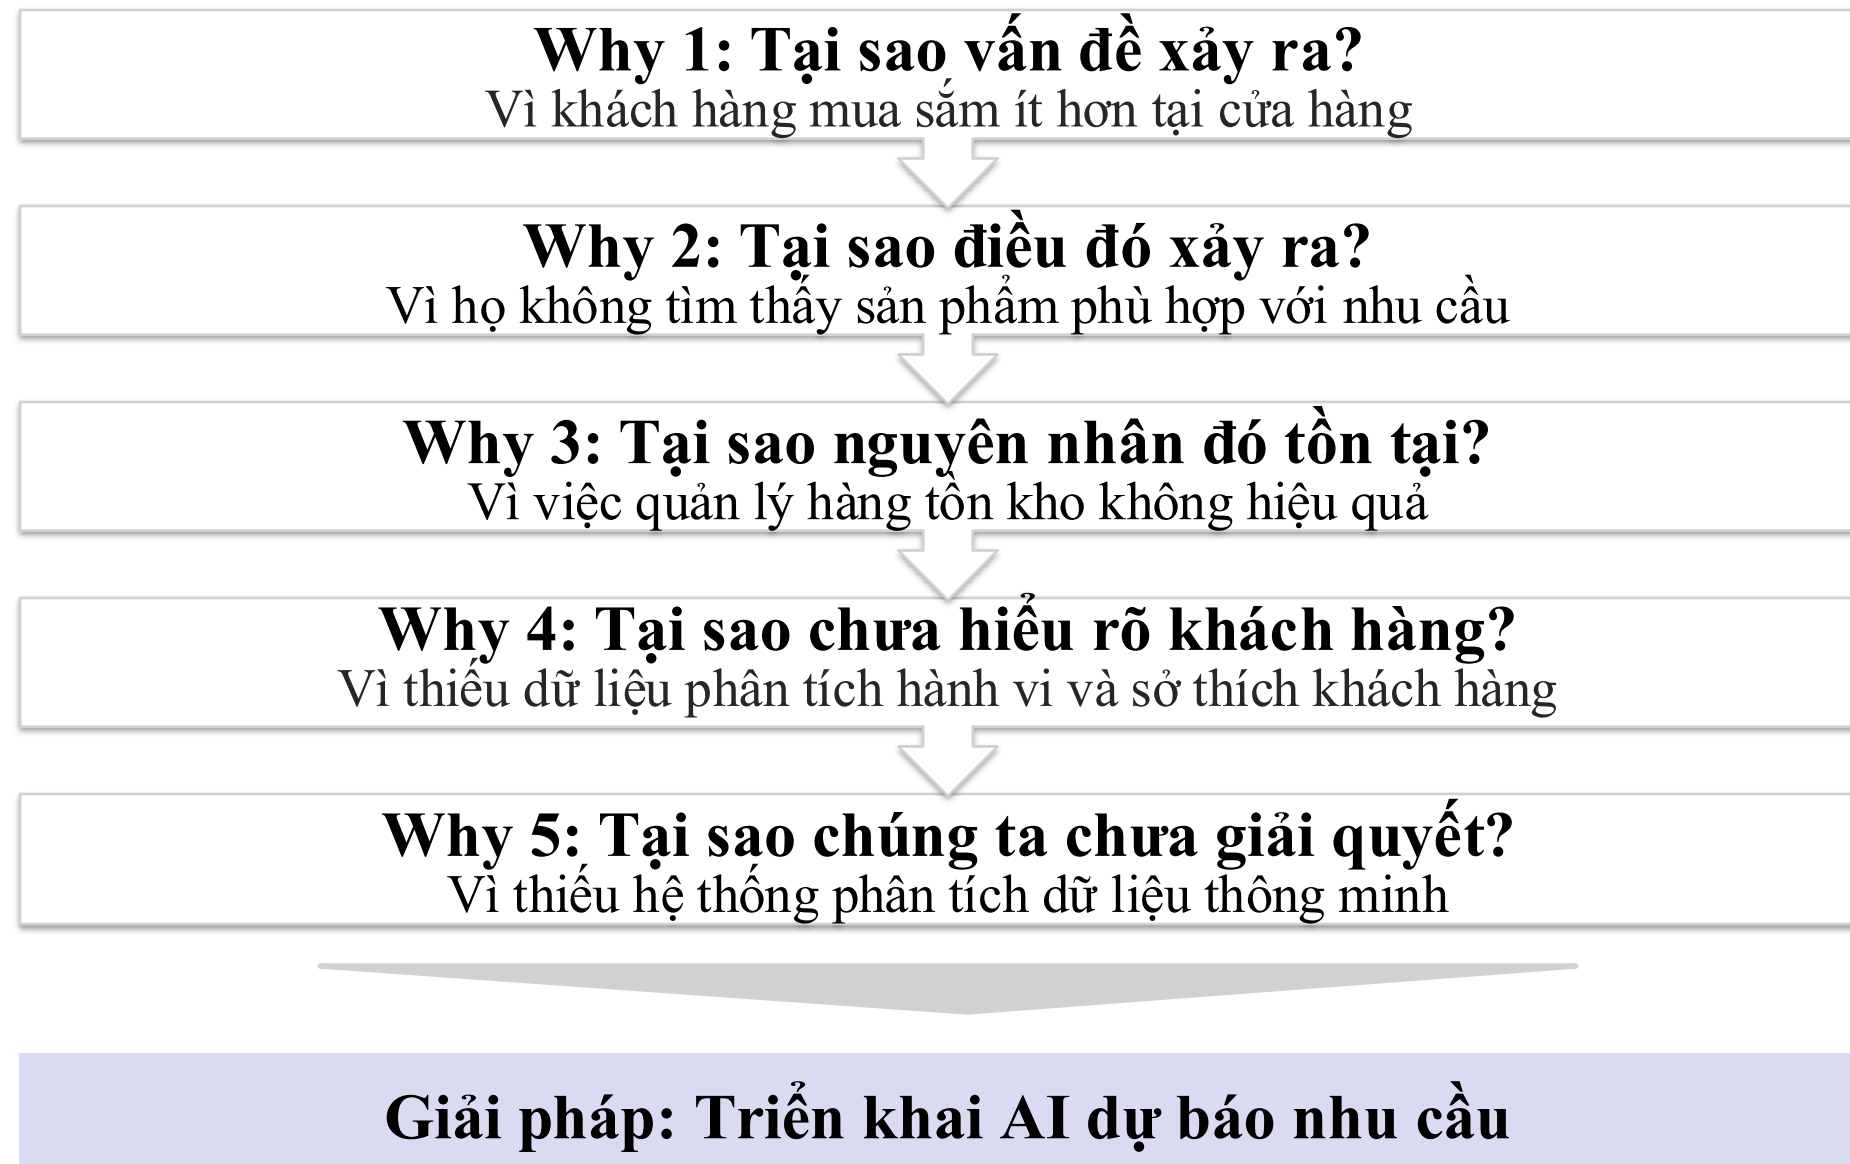 Why 1: Tại sao vấn đề xảy ra?
Vì khách hàng mua sắm ít hơn tại cửa hàng
Why 2: Tại sao điều đó xảy ra?
Vì họ không tìm thấy sản phẩm phù hợp với nhu cầu
Why 3: Tại sao nguyên nhân đó tồn tại?
Vì việc quản lý hàng tồn kho không hiệu quả
Why 4: Tại sao chưa hiểu rõ khách hàng?
Vì thiếu dữ liệu phân tích hành vi và sở thích khách hàng
Why 5: Tại sao chúng ta chưa giải quyết?
Vì thiếu hệ thống phân tích dữ liệu thông minh
Giải pháp: Triển khai AI dự báo nhu cầu